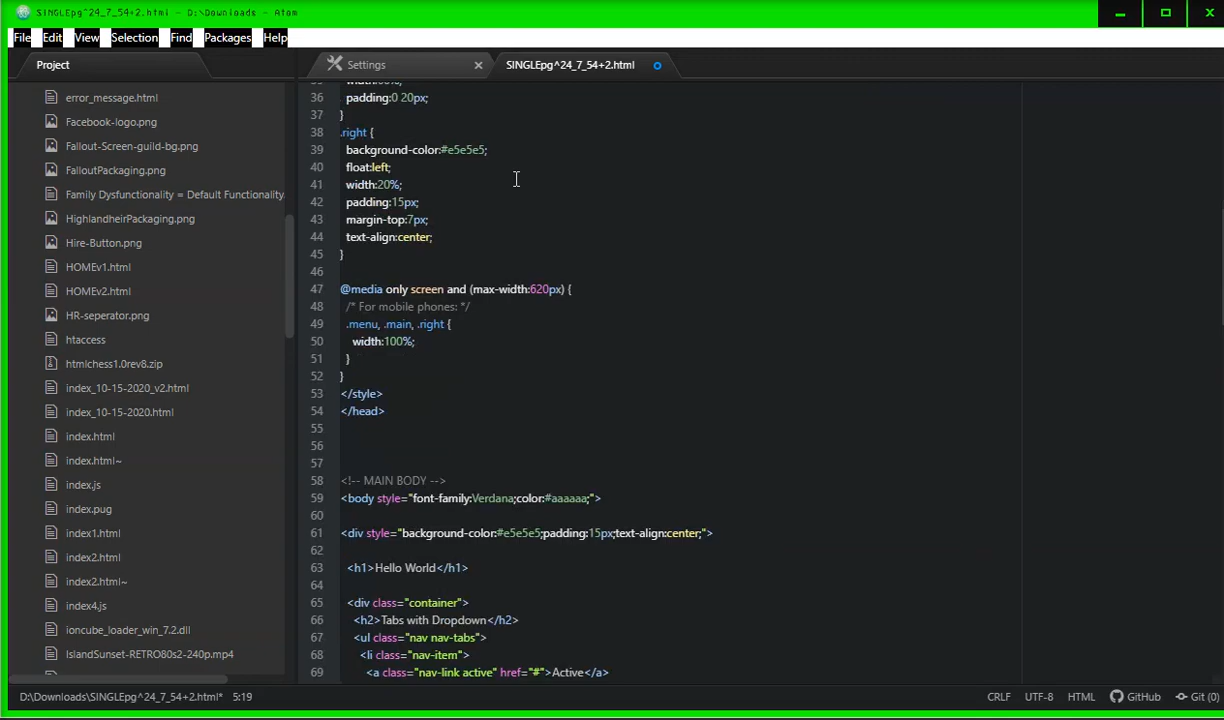 SINGLEpg^24_7_54+2.html - D:\Downloads - Atom
File Edit View Selection Find Packages Help
Project
Settings
SINGLEpg^24_7_54+2.html
error_message.html
Facebook-logo.png
Fallout-Screen-guild-bg.png
FalloutPackaging.png
Family Dysfunctionality = Default Functionality.
HighlandheirPackaging.png
Hire-Button.png
HOMEv1.html
HOMEv2.html
HR-seperator.png
htaccess
htmlchess1.0rev8.zip
index_10-15-2020_v2.html
index_10-15-2020.html
index.html
index.html~
index.js
index.pug
index1.html
index2.html
index2.html~
index4.js
ioncube_loader_win_7.2.dll
IslandSunset-RETRO80s2-240p.mp4
36 padding:0 20px;
37 }
38 .right {
39 background-color:#e5e5e5;
40 float:left;
41 width:20%;
42 padding:15px;
43 margin-top:7px;
44 text-align:center;
45 }
46
47 @media only screen and (max-width:620px) {
48 /* For mobile phones: */
49 .menu, .main, .right {
50 width:100%;
51 }
52 }
53 </style>
54 </head>
55
56
57
58 <!-- MAIN BODY -->
59 <body style="font-family:Verdana;color:#aaaaaa;">
60
61 <div style="background-color:#e5e5e5;padding:15px;text-align:center;">
62
63 <h1>Hello World</h1>
64
65 <div class="container">
66 <h2>Tabs with Dropdown</h2>
67 <ul class="nav nav-tabs">
68 <li class="nav-item">
69 <a class="nav-link active" href="#">Active</a>
D:\Downloads\SINGLEpg^24_7_54+2.html* 5:19
CRLF UTF-8 HTML GitHub Git (0)